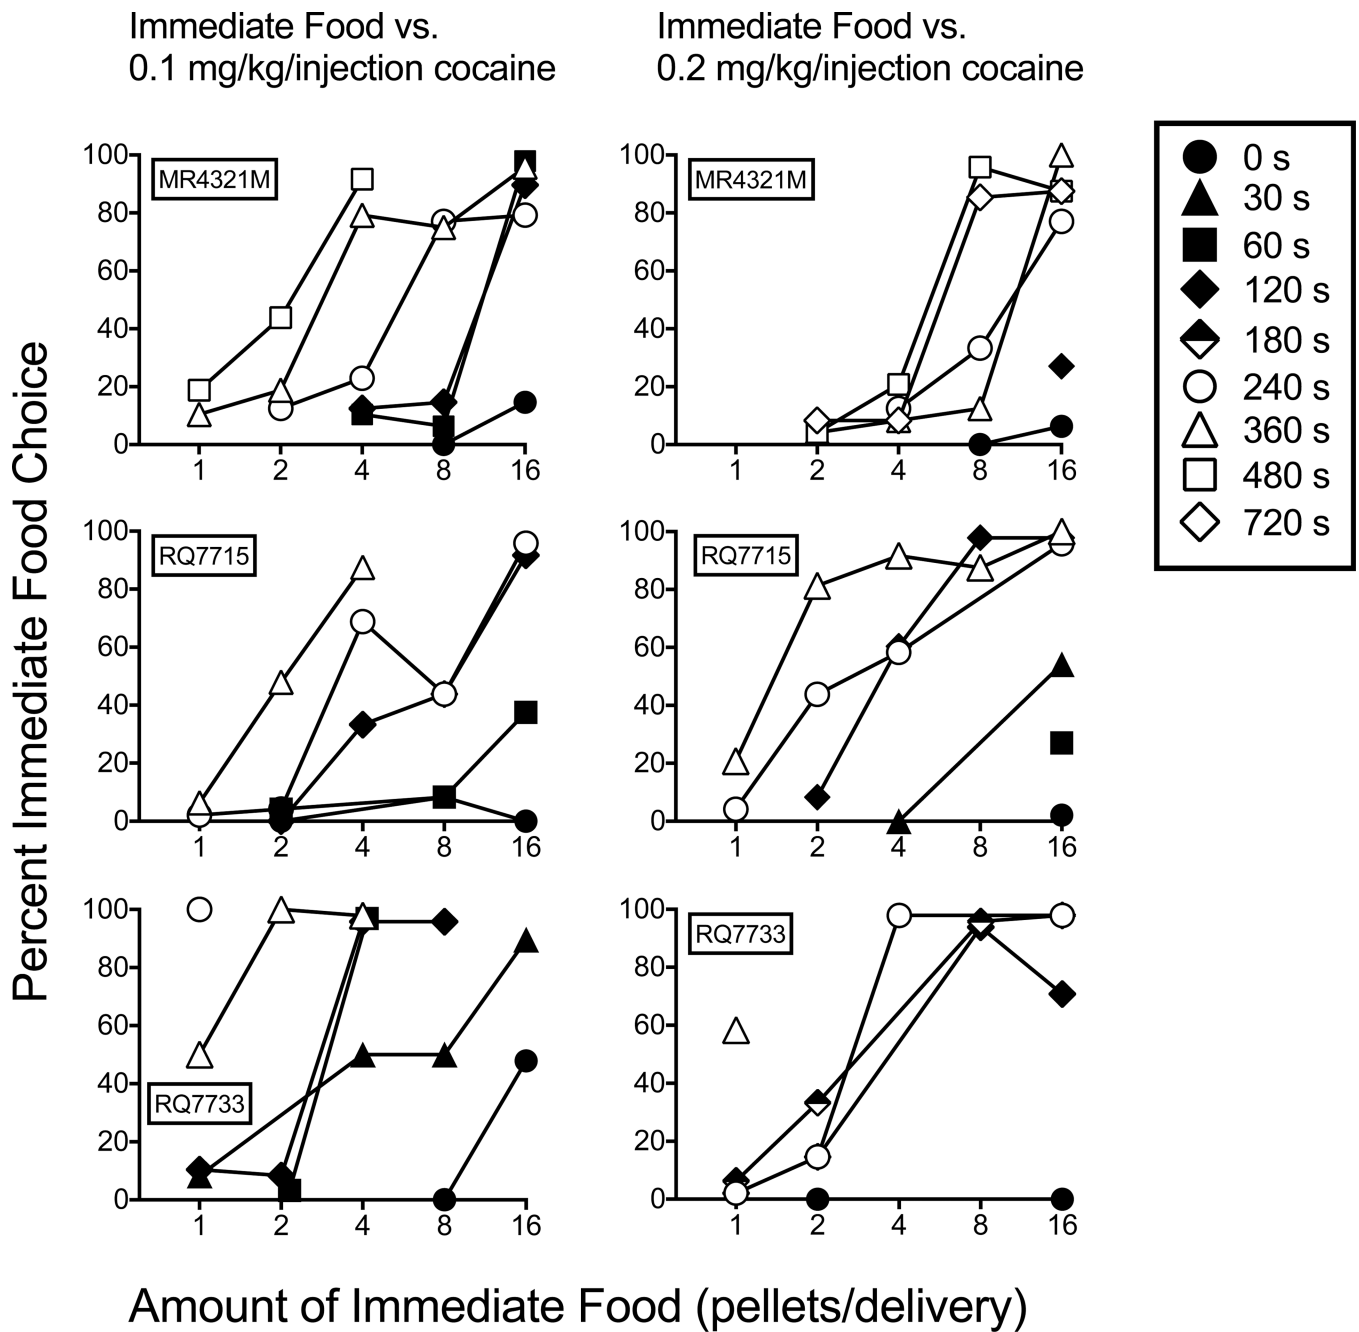 Immediate Food vs.
0.1 mg/kg/injection cocaine
Immediate Food vs.
0.2 mg/kg/injection cocaine
Percent Immediate Food Choice
100
80
60
40
20
0
MR4321M
1 2 4 8 16
100
80
60
40
20
0
MR4321M
1 2 4 8 16
0 s
30 s
60 s
120 s
180 s
240 s
360 s
480 s
720 s
100
80
60
40
20
0
RQ7715
1 2 4 8 16
100
80
60
40
20
0
RQ7715
1 2 4 8 16
100
80
60
40
20
0
RQ7733
1 2 4 8 16
100
80
60
40
20
0
RQ7733
1 2 4 8 16
Amount of Immediate Food (pellets/delivery)